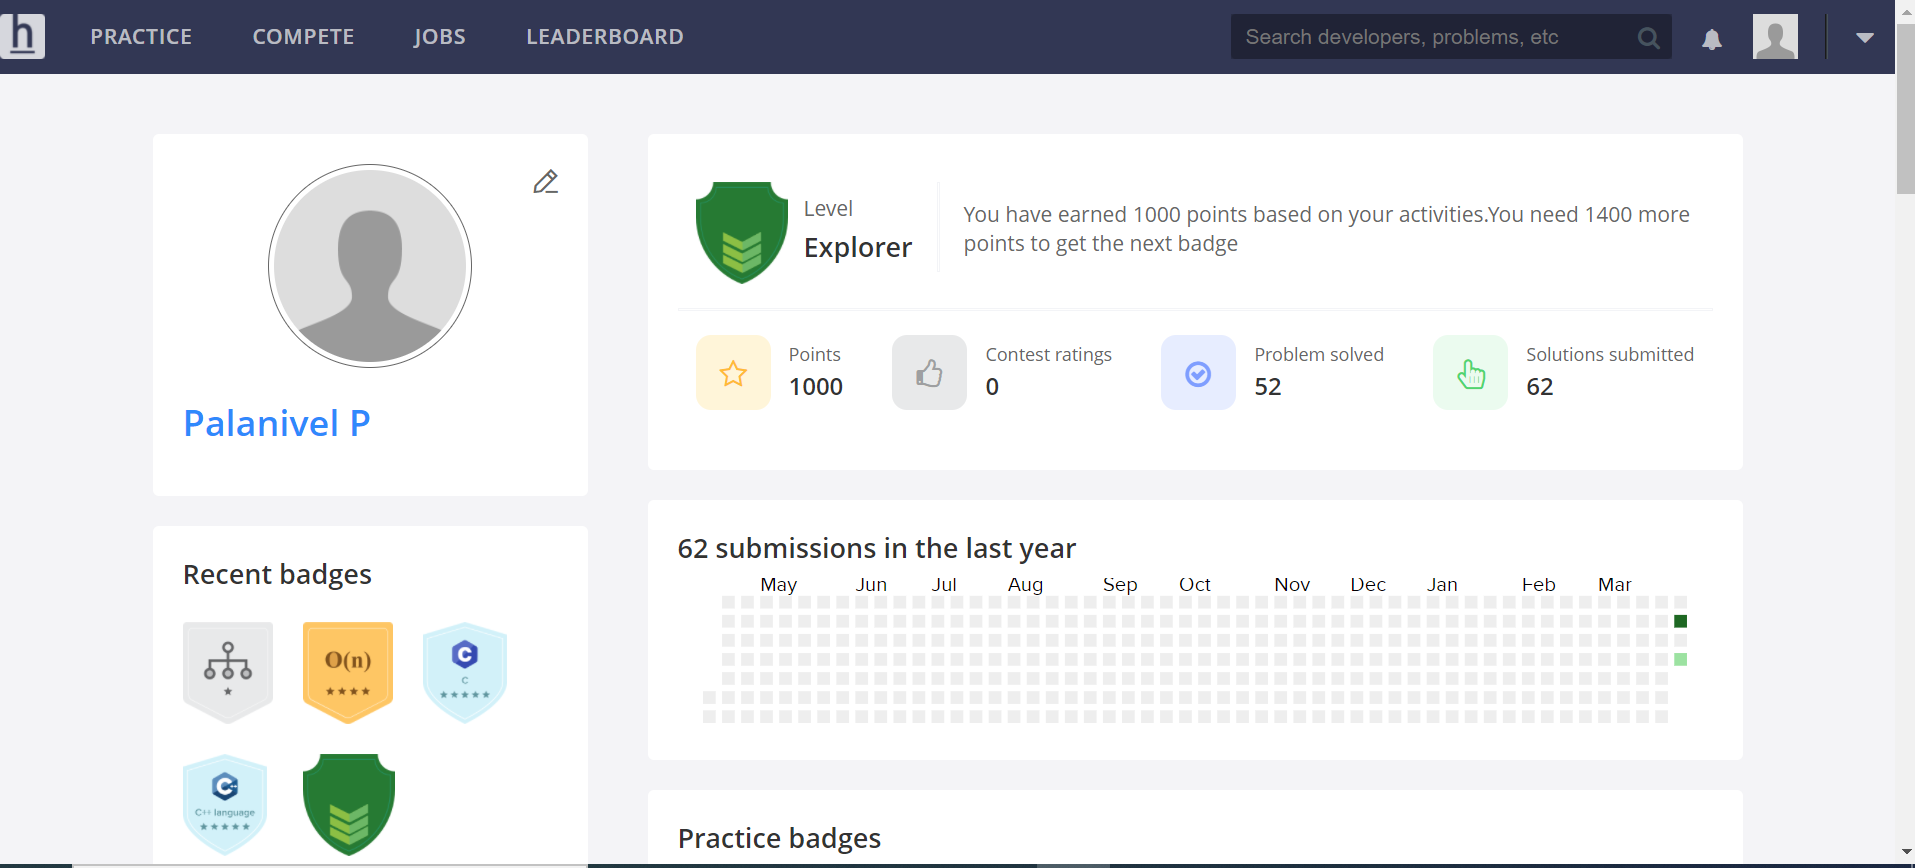 h PRACTICE COMPETE JOBS LEADERBOARD Search developers, problems, etc
Palanivel P
Level
Explorer
You have earned 1000 points based on your activities.You need 1400 more
points to get the next badge
Points
1000
Contest ratings
0
Problem solved
52
Solutions submitted
62
Recent badges
O(n)
C
C
C++
C++ language
62 submissions in the last year
May Jun Jul Aug Sep Oct Nov Dec Jan Feb Mar
Practice badges